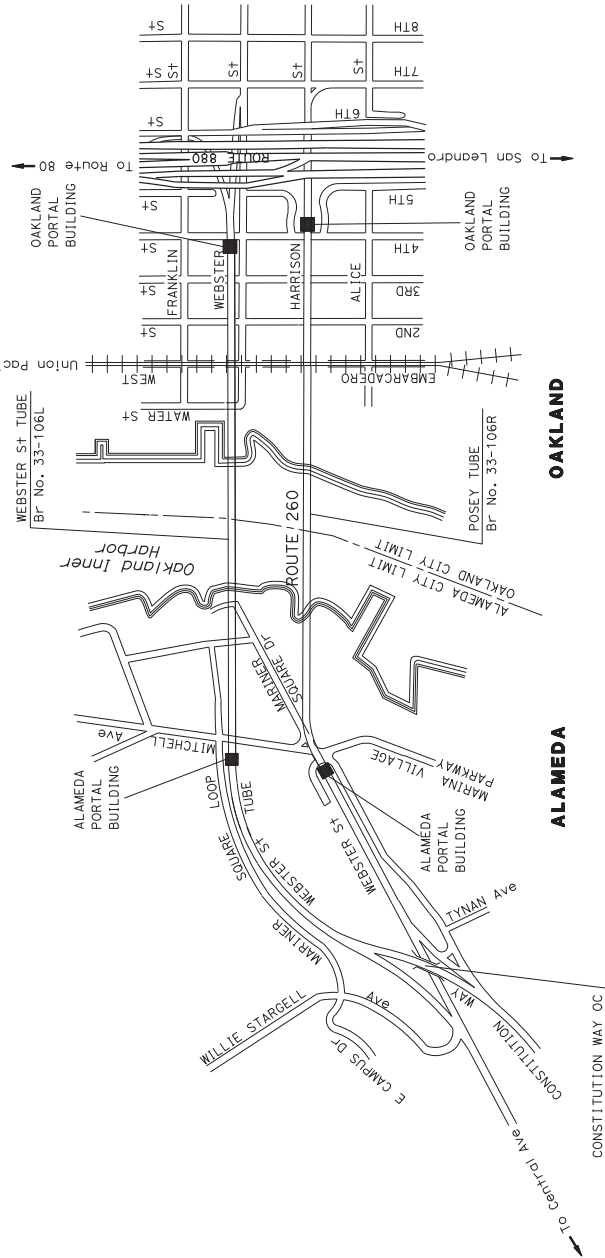 8TH
St
7TH
St
St
St
St
St
6TH
St
To Route 80
ROUTE 880
To San Leandro
5TH
St
OAKLAND
PORTAL
BUILDING
OAKLAND
PORTAL
BUILDING
FRANKLIN
WEBSTER
HARRISON
ALICE
4TH
St
3RD
St
2ND
St
Union Pac
WEST
EMBARCADERO
WATER St
WEBSTER St TUBE
Br No. 33-106L
POSEY TUBE
Br No. 33-106R
OAKLAND
Oakland Inner
Harbor
ROUTE 260
OAKLAND CITY LIMIT
ALAMEDA CITY LIMIT
MARINER
SQUARE Dr
MITCHELL
Ave
ALAMEDA
PORTAL
BUILDING
MARINA
VILLAGE
PARKWAY
ALAMEDA
ALAMEDA
PORTAL
BUILDING
MARINER
SQUARE
LOOP
WEBSTER St
TUBE
WEBSTER St
TYNAN Ave
WILLIE STARGELL
Ave
E CAMPUS Dr
CONSTITUTION
WAY
CONSTITUTION WAY OC
To Central Ave